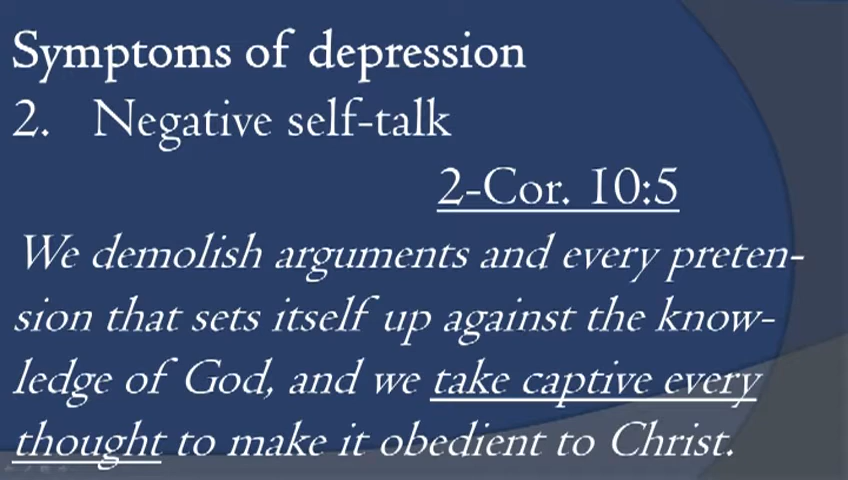 Symptoms of depression
2. Negative self-talk
2-Cor. 10:5
We demolish arguments and every preten-
sion that sets itself up against the know-
ledge of God, and we take captive every
thought to make it obedient to Christ.